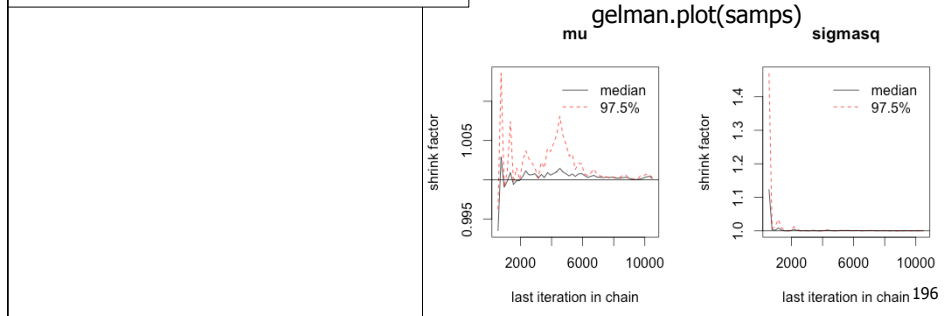 gelman.plot(samps)
mu
shrink factor
0.995
1.005
median
97.5%
2000
6000
10000
last iteration in chain
sigmasq
shrink factor
1.0
1.1
1.2
1.3
1.4
median
97.5%
2000
6000
10000
last iteration in chain
196